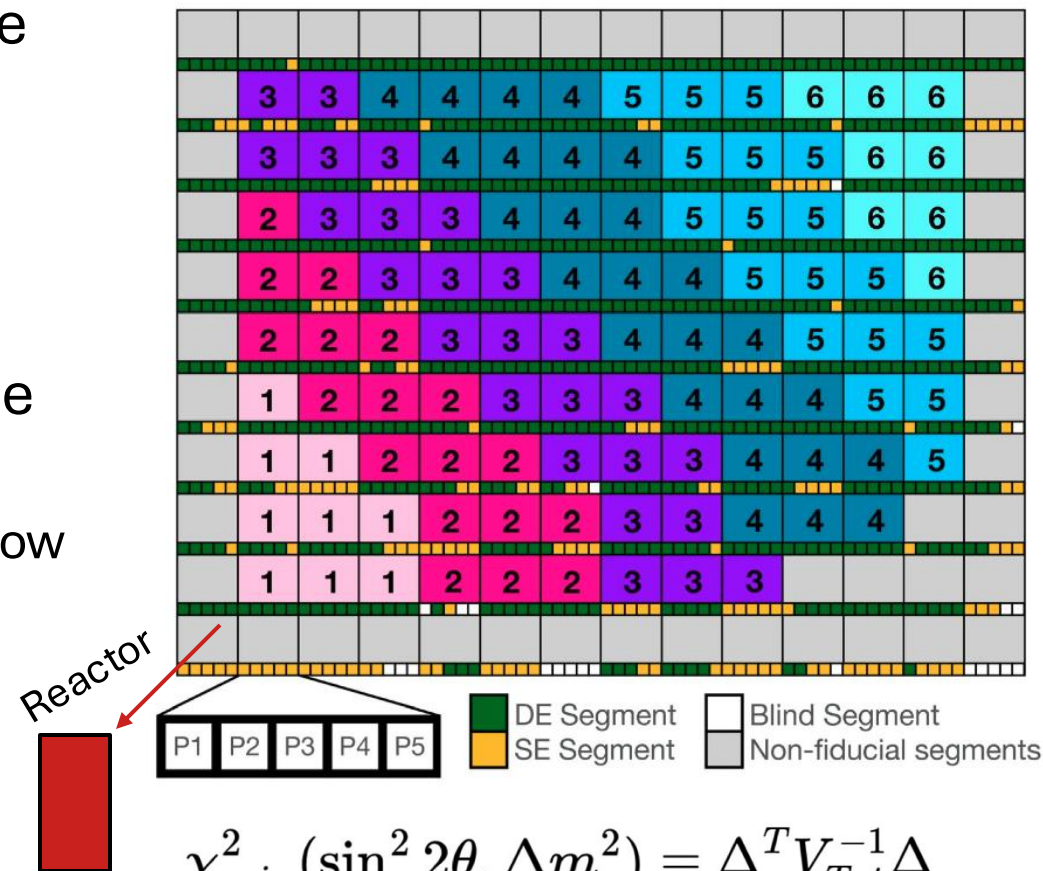 e
3 3 4 4 4 4 5 5 5 6 6 6
3 3 3 4 4 4 4 5 5 5 6 6
2 3 3 3 4 4 4 5 5 5 6 6
2 2 3 3 3 4 4 4 5 5 5 6
2 2 2 3 3 3 4 4 4 5 5 5
e
1 2 2 2 3 3 3 4 4 4 5 5
1 1 2 2 2 3 3 3 4 4 4 5
ow
1 1 1 2 2 2 3 3 4 4 4
1 1 1 2 2 2 3 3 3
Reactor
P1 P2 P3 P4 P5
DE Segment
Blind Segment
SE Segment
Non-fiducial segments
(sin² 2θ, Δm²) = Δᵀ V⁻¹ Δ